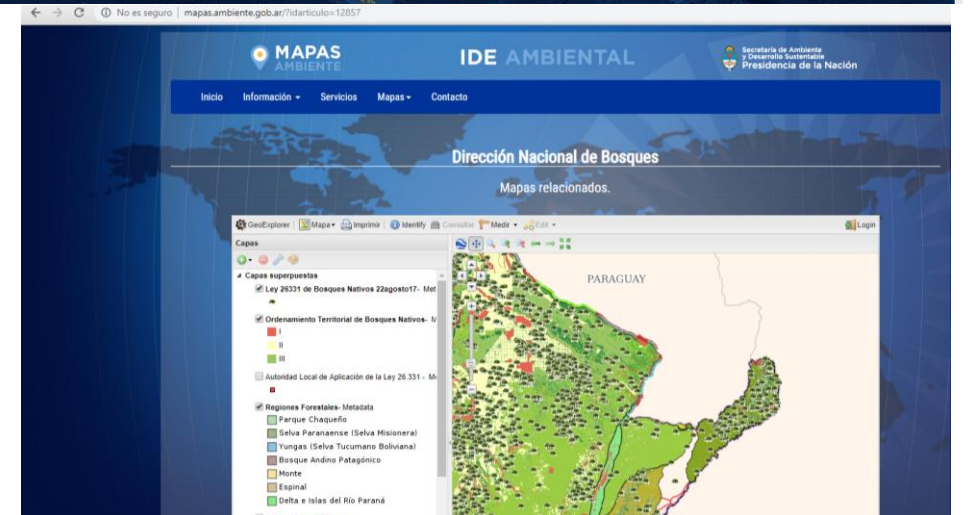 No es seguro | mapas.ambiente.gob.ar/?idarticulo=12857
MAPAS
AMBIENTE
IDE AMBIENTAL
Secretaría de Ambiente
y Desarrollo Sustentable
Presidencia de la Nación
Inicio Información Servicios Mapas Contacto
Dirección Nacional de Bosques
Mapas relacionados.
GeoExplorer Mapa Imprimir Identify Consultar Medir Edit Login
Capas
Capas superpuestas
Ley 26331 de Bosques Nativos 22agosto17- Met
Ordenamiento Territorial de Bosques Nativos- M
I
II
III
Autoridad Local de Aplicación de la Ley 26.331 - M
Regiones Forestales- Metadata
Parque Chaqueño
Selva Paranaense (Selva Misionera)
Yungas (Selva Tucumano Boliviana)
Bosque Andino Patagónico
Monte
Espinal
Delta e Islas del Río Paraná
PARAGUAY